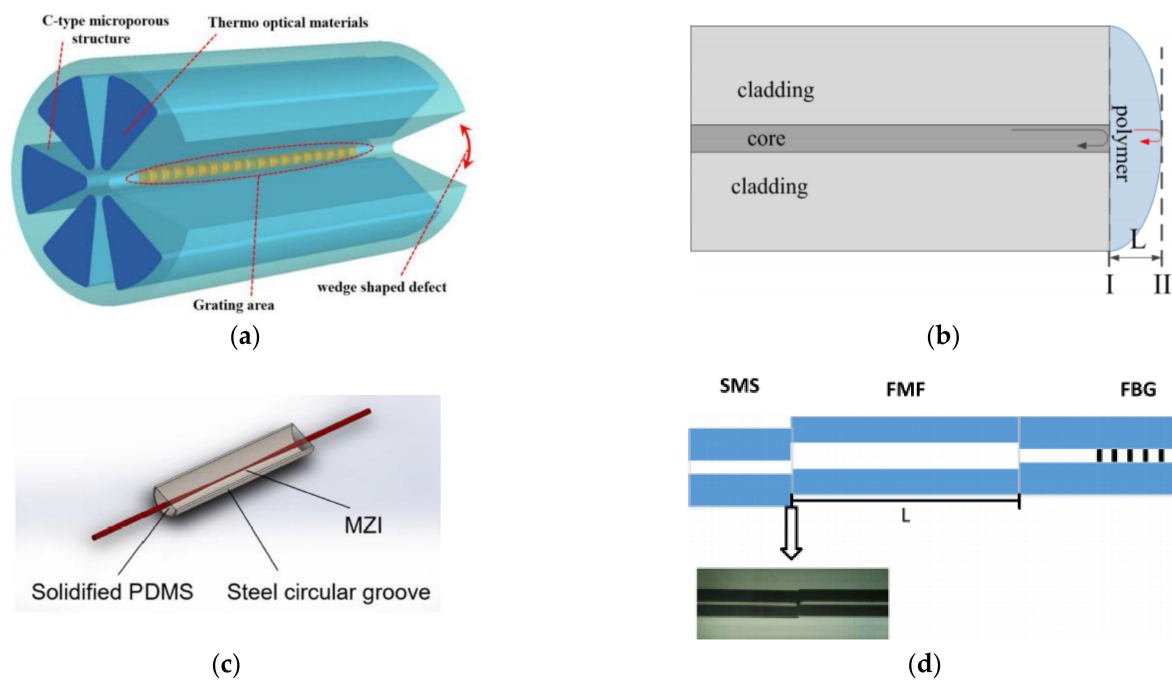 C-type microporous
structure
Thermo optical materials
Grating area
wedge shaped defect
(a)
cladding
core
cladding
polymer
L
I II
(b)
MZI
Solidified PDMS Steel circular groove
(c)
SMS FMF FBG
L
(d)